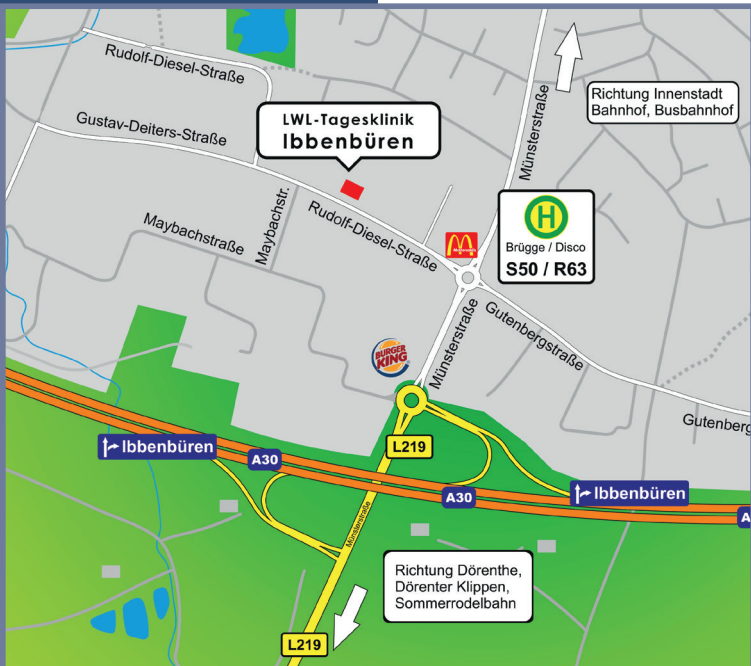 Rudolf-Diesel-Straße
Gustav-Deiters-Straße
LWL-Tagesklinik
Ibbenbüren
Münsterstraße
Richtung Innenstadt
Bahnhof, Busbahnhof
Maybachstraße
Maybachstr.
Rudolf-Diesel-Straße
H
Brügge / Disco
S50 / R63
Münsterstraße
Gutenbergstraße
BURGER
KING
Gutenberg
L219
Ibbenbüren
A30
A30
Ibbenbüren
A
Münsterstraße
Richtung Dörenthe,
Dörenter Klippen,
Sommerrodelbahn
L219